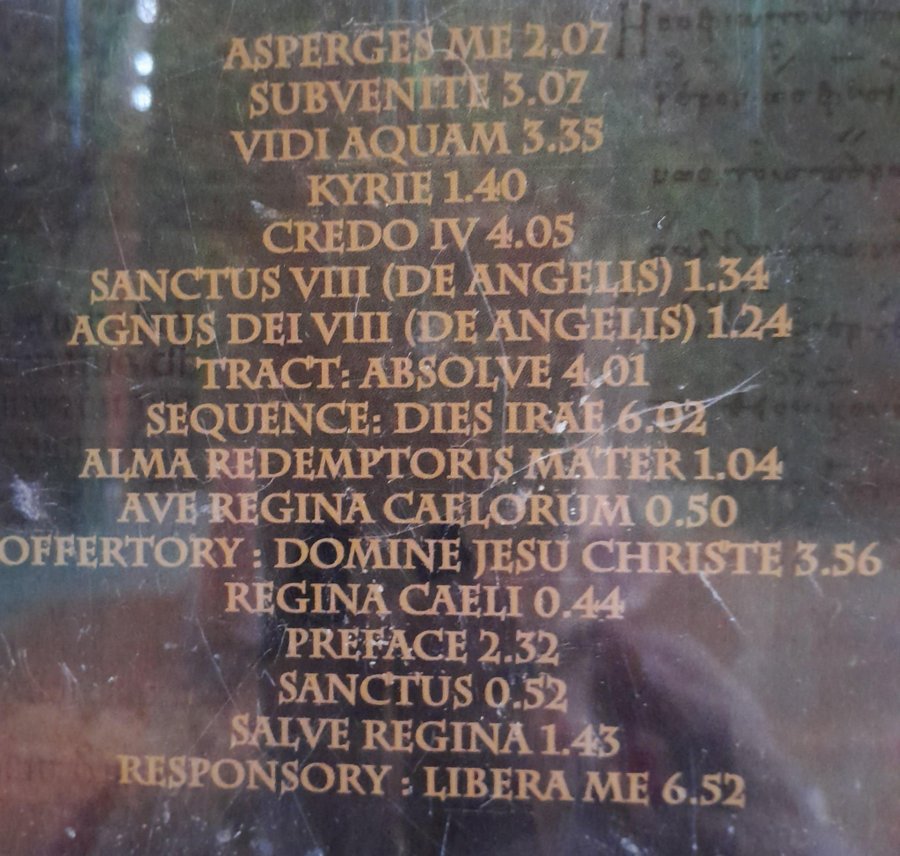 ASPERGES ME 2.07
SUBVENITE 3.07
VIDI AQUAM 3.35
KYRIE 1.40
CREDO IV 4.05
SANCTUS VIII (DE ANGELIS) 1.34
AGNUS DEI VIII (DE ANGELIS) 1.24
TRACT: ABSOLVE 4.01
SEQUENCE: DIES IRAE 6.02
ALMA REDEMPTORIS MATER 1.04
AVE REGINA CAELORUM 0.50
OFFERTORY : DOMINE JESU CHRISTE 3.56
REGINA CAELI 0.44
PREFACE 2.32
SANCTUS 0.52
SALVE REGINA 1.43
RESPONSORY : LIBERA ME 6.52